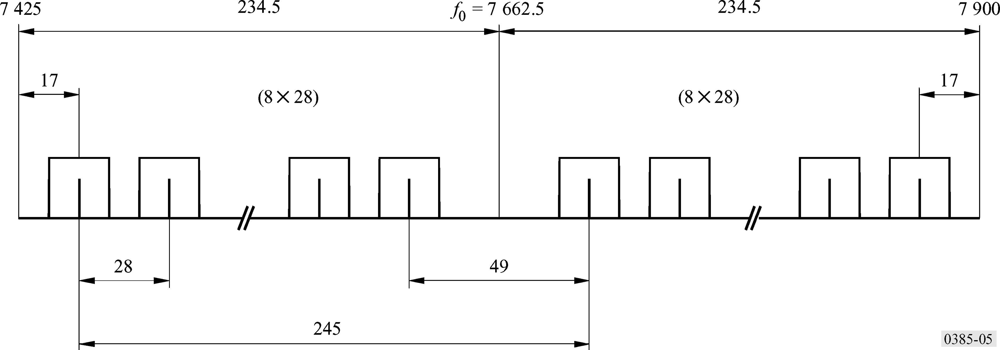 7 425 234.5 f₀ = 7 662.5 234.5 7 900
17 17
(8 × 28) (8 × 28)
28 49
245
0385-05